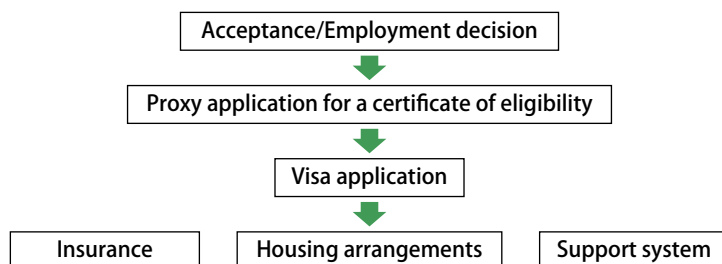 Acceptance/Employment decision
Proxy application for a certificate of eligibility
Visa application
Insurance
Housing arrangements
Support system